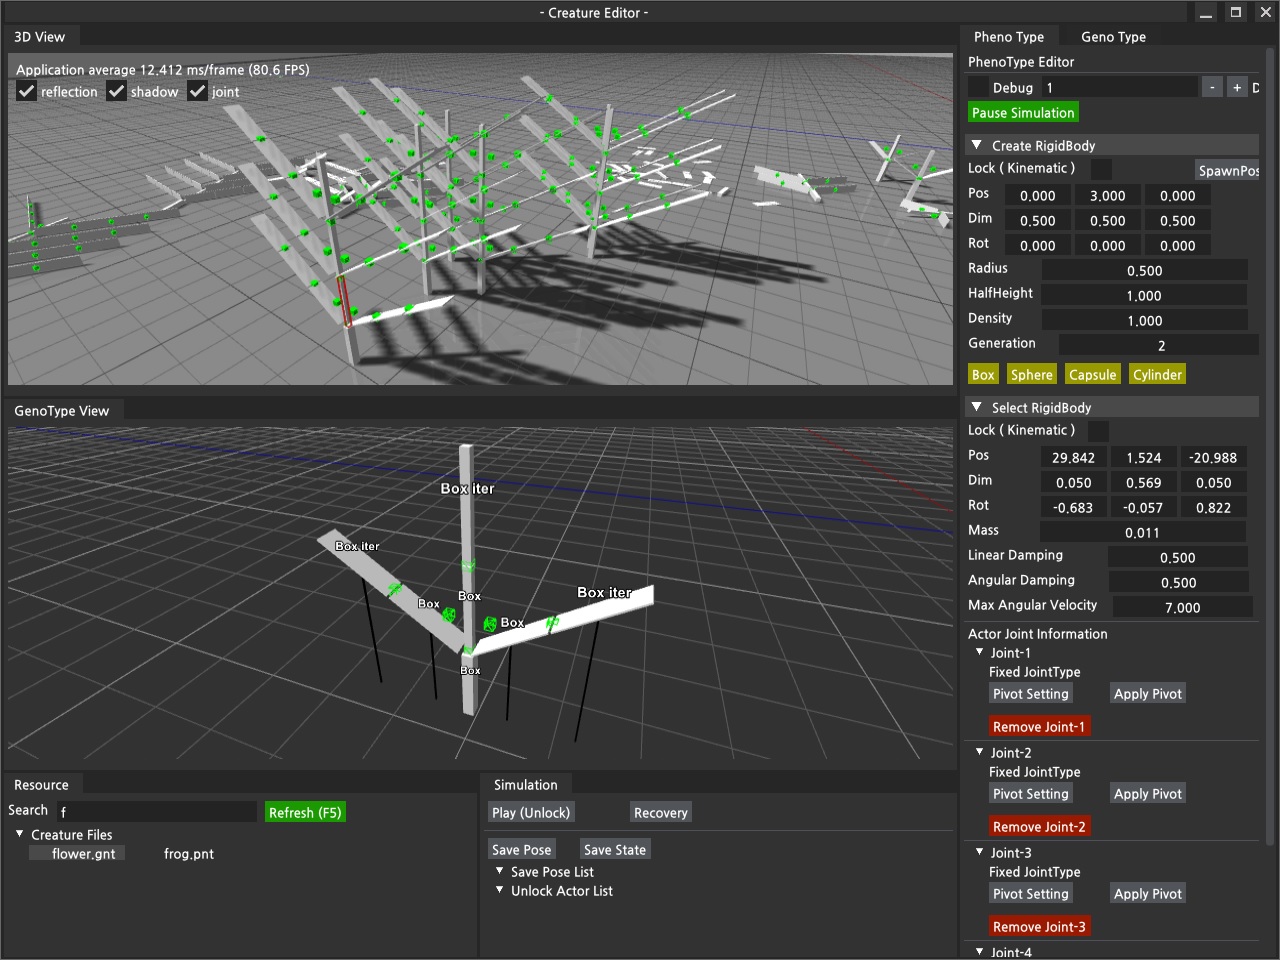 - Creature Editor -
3D View
Application average 12.412 ms/frame (80.6 FPS)
reflection shadow joint
GenoType View
Box iter
Box iter
Box iter
Box
Box
Box
Box
Resource
Search f Refresh (F5)
Creature Files
flower.gnt frog.pnt
Simulation
Play (Unlock) Recovery
Save Pose Save State
Save Pose List
Unlock Actor List
Pheno Type Geno Type
PhenoType Editor
Debug 1 - + D
Pause Simulation
Create RigidBody
Lock ( Kinematic ) SpawnPos
Pos 0.000 3.000 0.000
Dim 0.500 0.500 0.500
Rot 0.000 0.000 0.000
Radius 0.500
HalfHeight 1.000
Density 1.000
Generation 2
Box Sphere Capsule Cylinder
Select RigidBody
Lock ( Kinematic )
Pos 29.842 1.524 -20.988
Dim 0.050 0.569 0.050
Rot -0.683 -0.057 0.822
Mass 0.011
Linear Damping 0.500
Angular Damping 0.500
Max Angular Velocity 7.000
Actor Joint Information
Joint-1
Fixed JointType
Pivot Setting Apply Pivot
Remove Joint-1
Joint-2
Fixed JointType
Pivot Setting Apply Pivot
Remove Joint-2
Joint-3
Fixed JointType
Pivot Setting Apply Pivot
Remove Joint-3
Joint-4